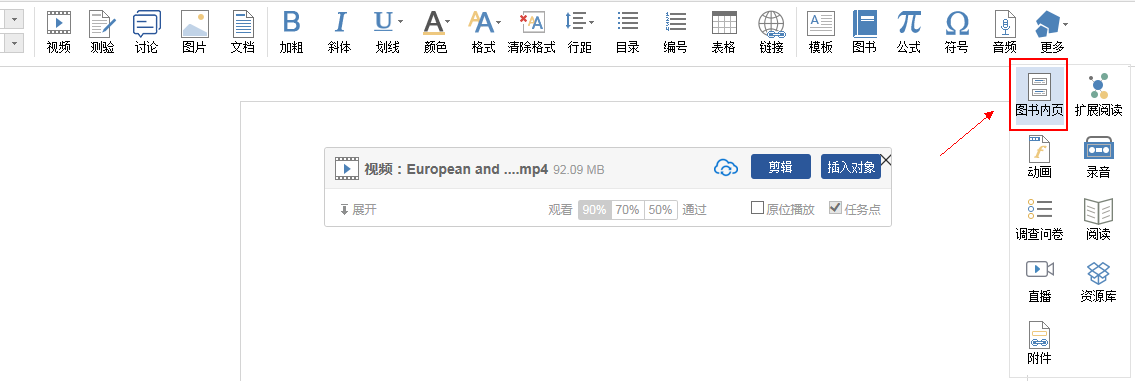 视频 测验 讨论 图片 文档 加粗 斜体 划线 颜色 格式 清除格式 行距 目录 编号 表格 链接 模板 图书 公式 符号 音频 更多
图书内页 扩展阅读
动画 录音
调查问卷 阅读
直播 资源库
附件
视频：European and ....mp4 92.09 MB 剪辑 插入对象
展开 观看 90% 70% 50% 通过 原位播放 任务点